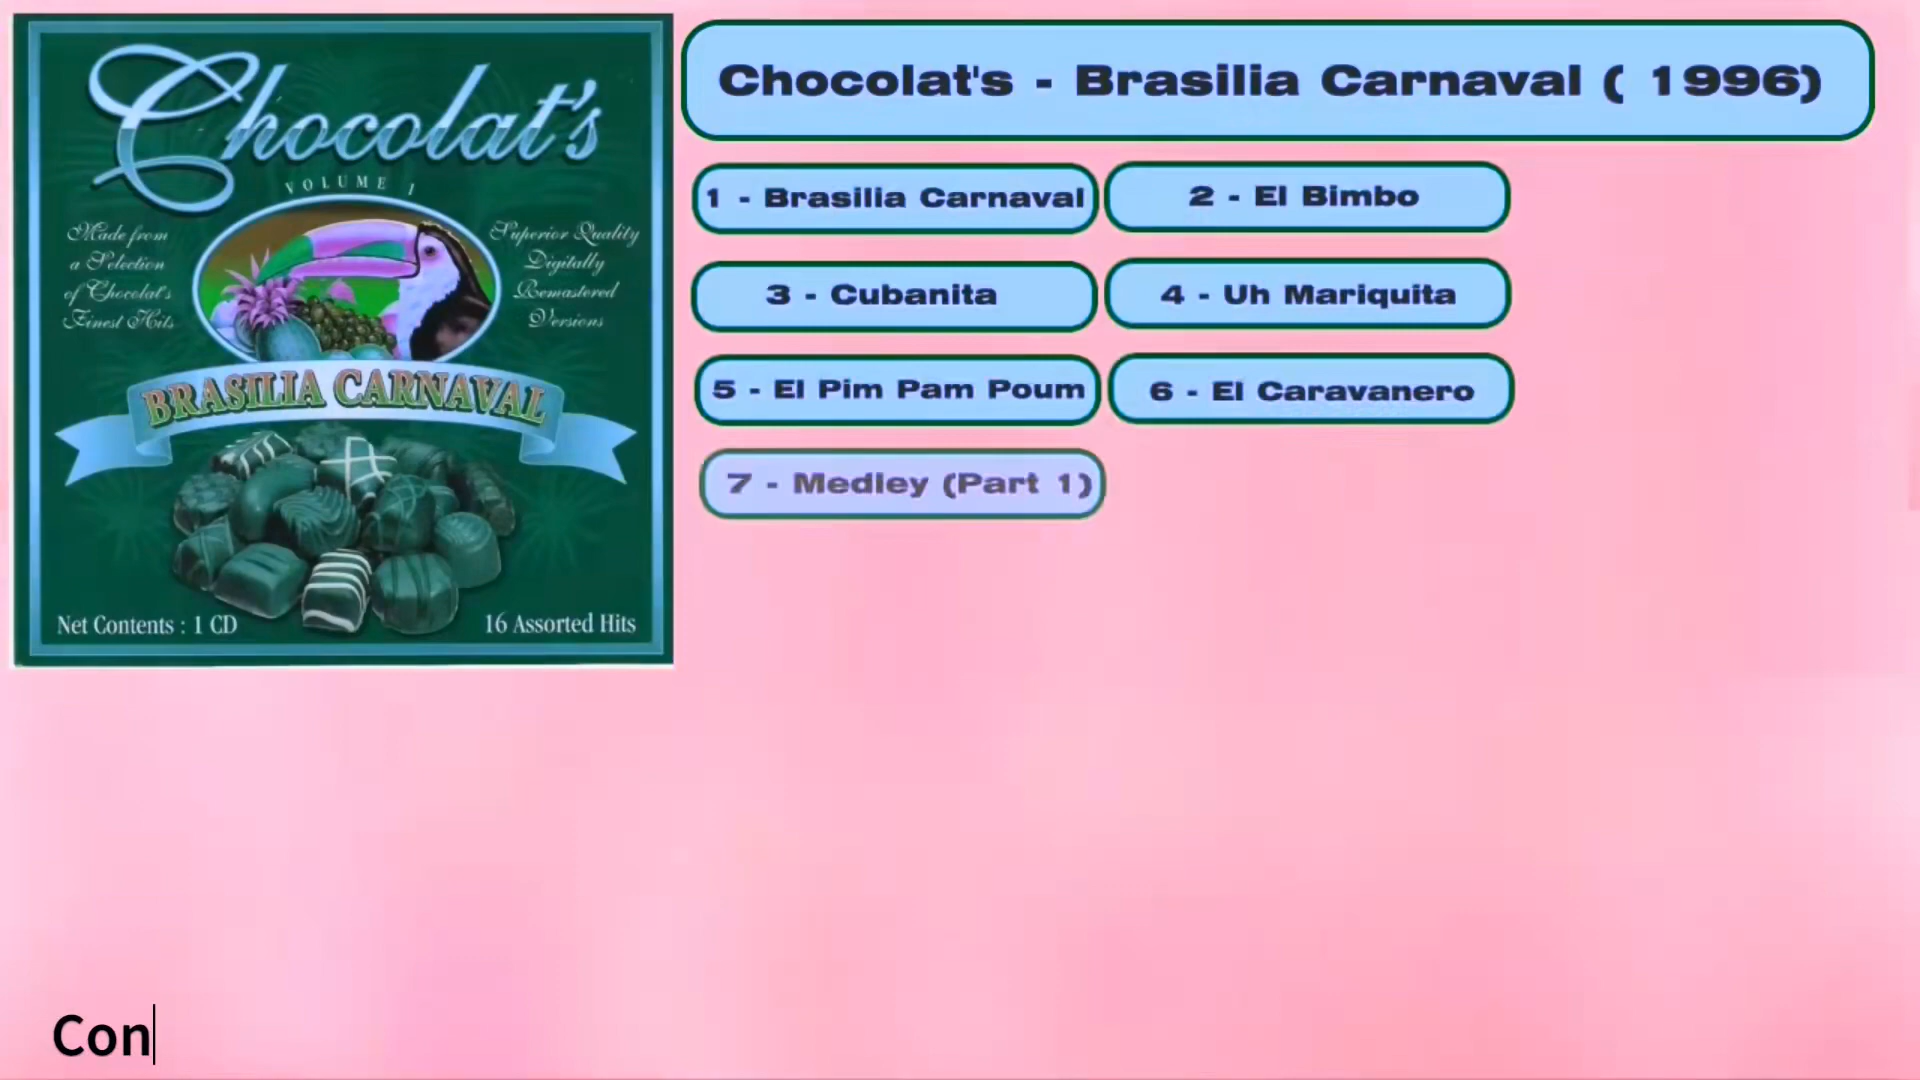 Chocolat's
VOLUME 1
Made from
a Selection
of Chocolat's
Finest Hits
Superior Quality
Digitally
Remastered
Versions
BRASILIA CARNAVAL
Net Contents : 1 CD
16 Assorted Hits
Chocolat's - Brasilia Carnaval ( 1996)
1 - Brasilia Carnaval
2 - El Bimbo
3 - Cubanita
4 - Uh Mariquita
5 - El Pim Pam Poum
6 - El Caravanero
7 - Medley (Part 1)
Con